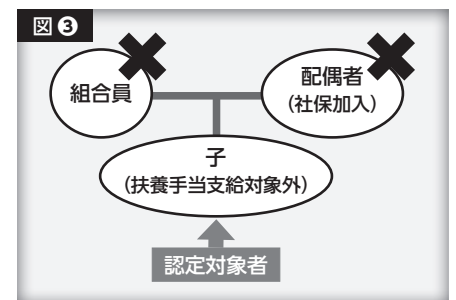 図❸
組合員
配偶者
(社保加入)
子
(扶養手当支給対象外)
認定対象者